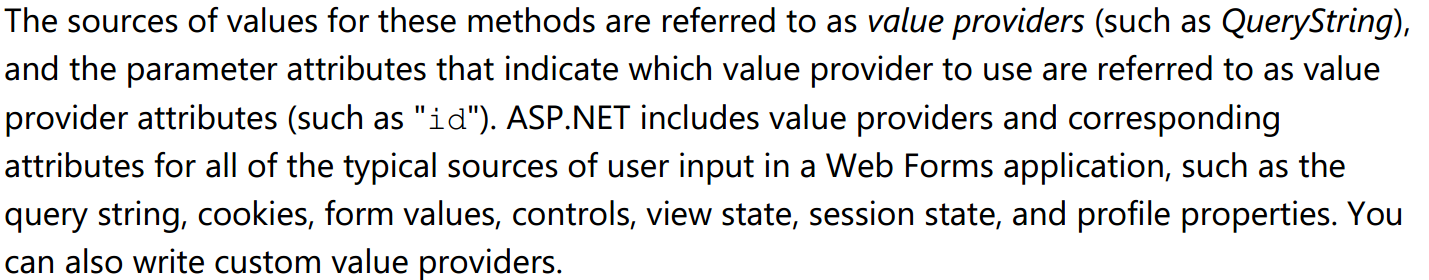 The sources of values for these methods are referred to as value providers (such as QueryString),
and the parameter attributes that indicate which value provider to use are referred to as value
provider attributes (such as "id"). ASP.NET includes value providers and corresponding
attributes for all of the typical sources of user input in a Web Forms application, such as the
query string, cookies, form values, controls, view state, session state, and profile properties. You
can also write custom value providers.